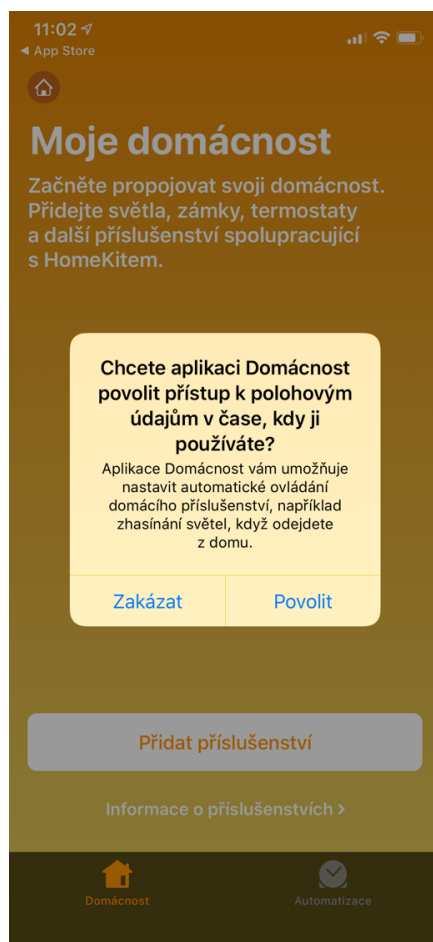 11:02
◀ App Store
Moje domácnost
Začněte propojovat svoji domácnost.
Přidejte světla, zámky, termostaty
a další příslušenství spolupracující
s HomeKitem.
Chcete aplikaci Domácnost
povolit přístup k polohovým
údajům v čase, kdy ji
používáte?
Aplikace Domácnost vám umožňuje
nastavit automatické ovládání
domácího příslušenství, například
zhasínání světel, když odejdete
z domu.
Zakázat Povolit
Přidat příslušenství
Informace o příslušenstvích >
Domácnost Automatizace